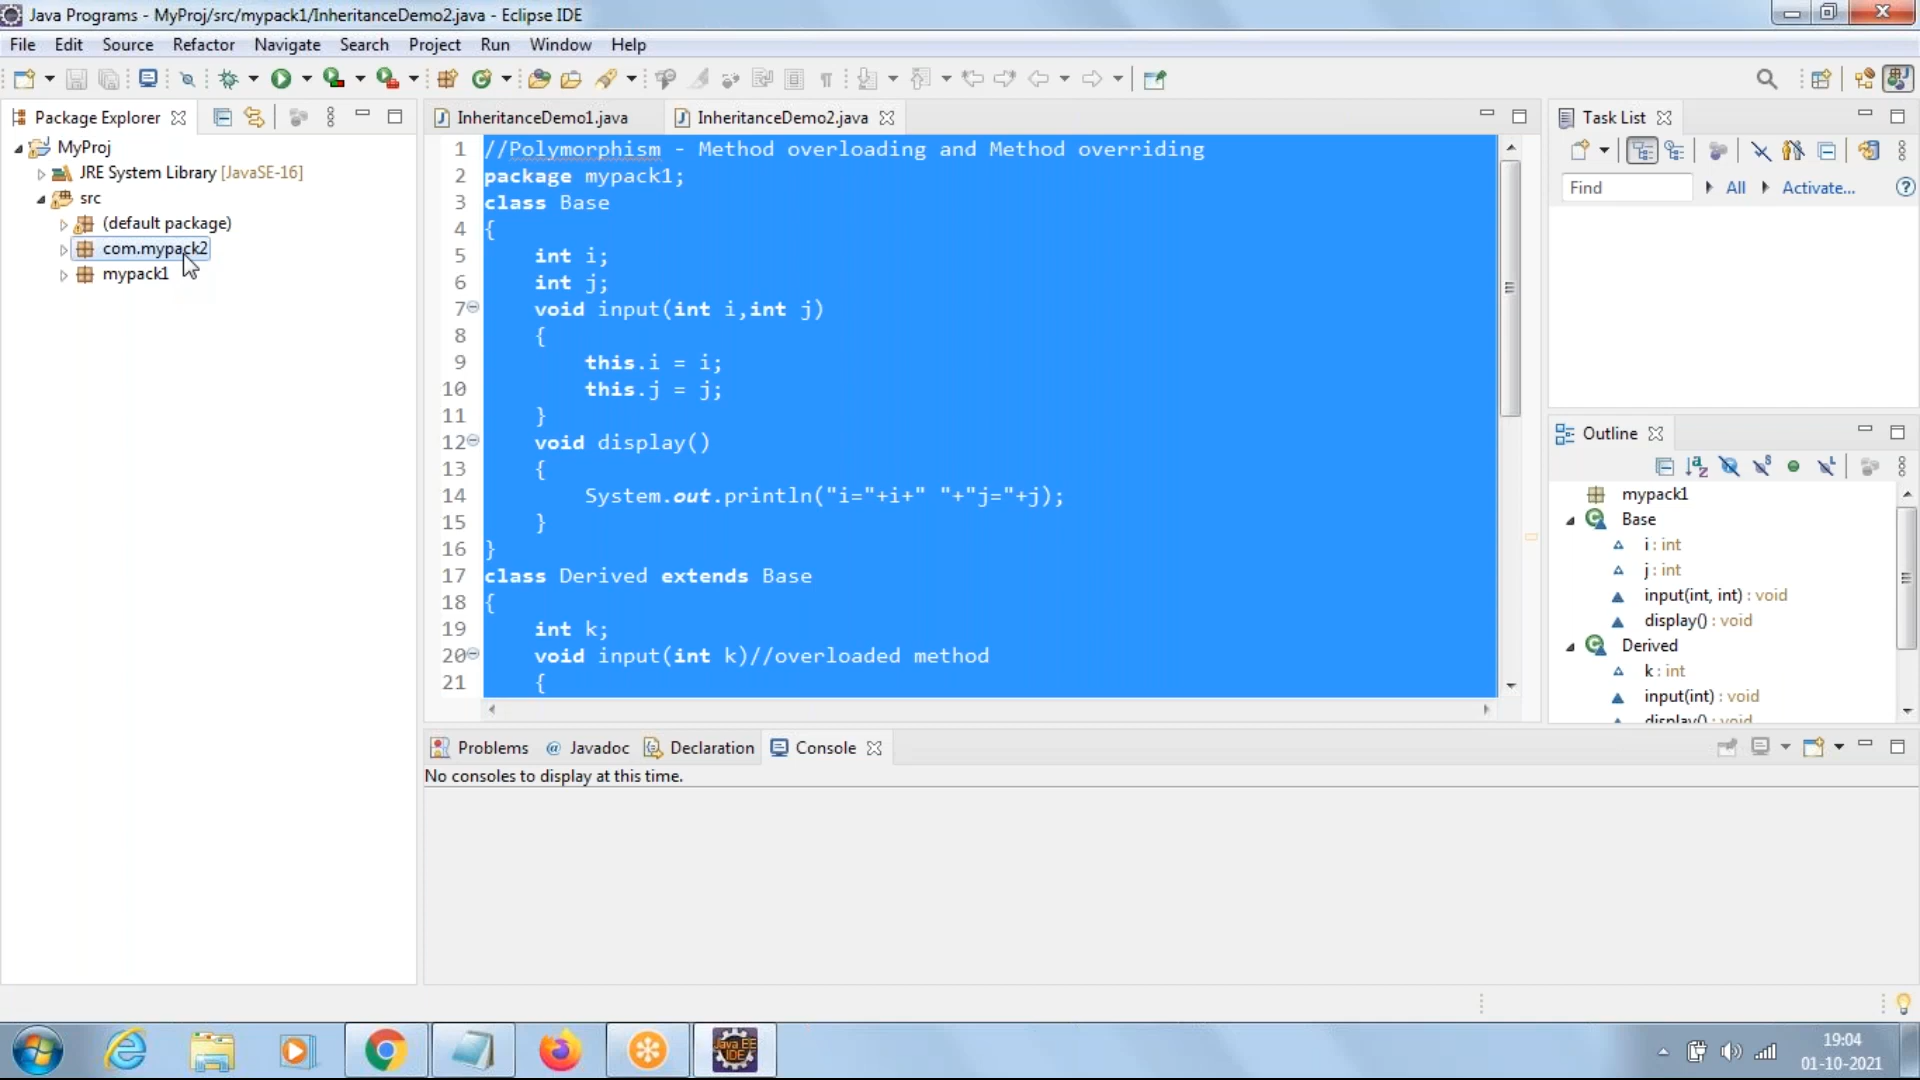 Java Programs - MyProj/src/mypack1/InheritanceDemo2.java - Eclipse IDE
File Edit Source Refactor Navigate Search Project Run Window Help
Package Explorer
MyProj
JRE System Library [JavaSE-16]
src
(default package)
com.mypack2
mypack1
InheritanceDemo1.java InheritanceDemo2.java
1 //Polymorphism - Method overloading and Method overriding
2 package mypack1;
3 class Base
4 {
5 int i;
6 int j;
7 void input(int i,int j)
8 {
9 this.i = i;
10 this.j = j;
11 }
12 void display()
13 {
14 System.out.println("i="+i+" "+"j="+j);
15 }
16 }
17 class Derived extends Base
18 {
19 int k;
20 void input(int k)//overloaded method
21 {
Problems Javadoc Declaration Console
No consoles to display at this time.
Task List
Find All Activate...
Outline
mypack1
Base
i : int
j : int
input(int, int) : void
display() : void
Derived
k : int
input(int) : void
display() : void
Java EE
IDE
19:04
01-10-2021